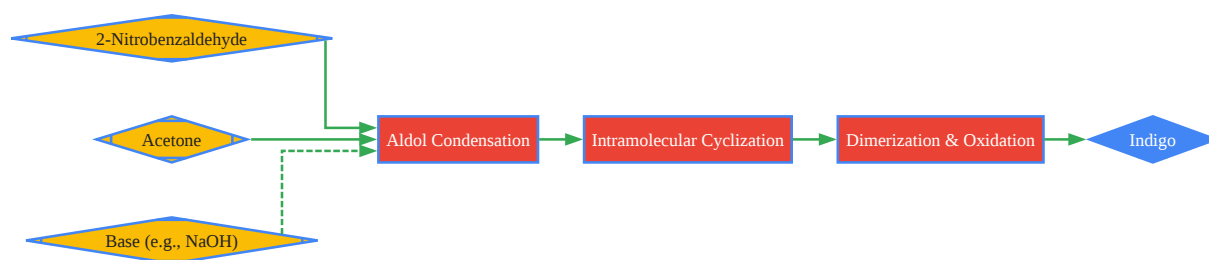 2-Nitrobenzaldehyde
Acetone
Base (e.g., NaOH)
Aldol Condensation
Intramolecular Cyclization
Dimerization & Oxidation
Indigo